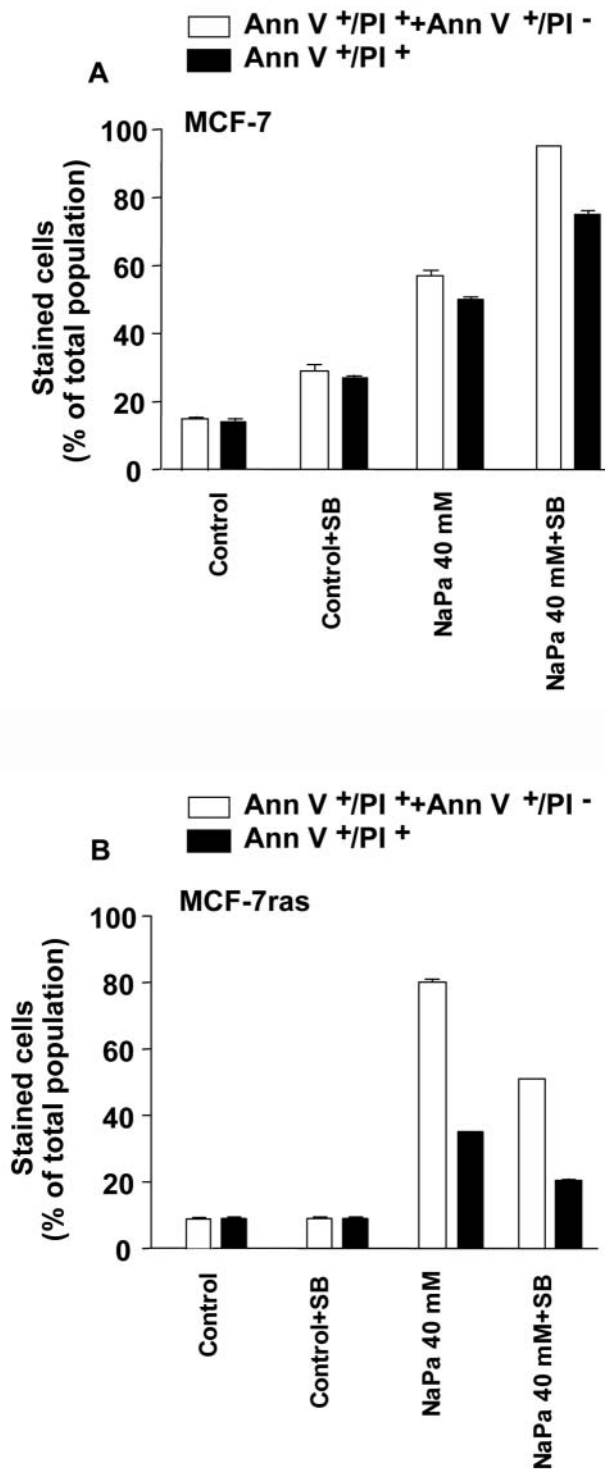 Ann V +/PI ++Ann V +/PI -
Ann V +/PI +
A
MCF-7
100
80
60
40
20
0
Stained cells
(% of total population)
Control
Control+SB
NaPa 40 mM
NaPa 40 mM+SB
Ann V +/PI ++Ann V +/PI -
Ann V +/PI +
B
MCF-7ras
100
80
60
40
20
0
Stained cells
(% of total population)
Control
Control+SB
NaPa 40 mM
NaPa 40 mM+SB